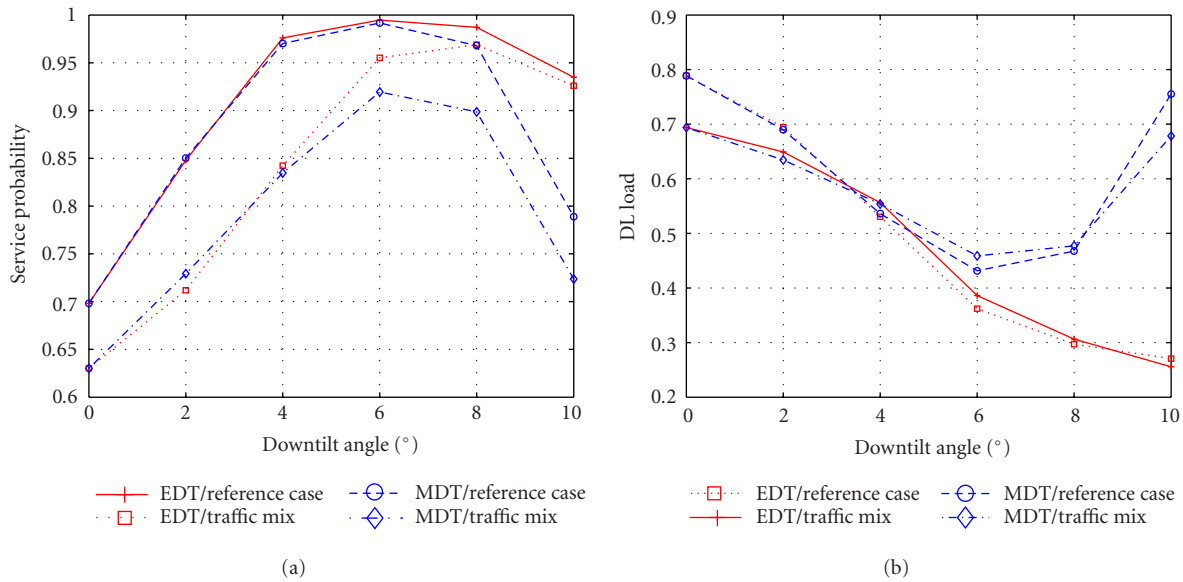 1
0.95
0.9
0.85
0.8
0.75
0.7
0.65
0.6
Service probability
0 2 4 6 8 10
Downtilt angle (°)
EDT/reference case MDT/reference case
EDT/traffic mix MDT/traffic mix
(a)
0.9
0.8
0.7
0.6
0.5
0.4
0.3
0.2
DL load
0 2 4 6 8 10
Downtilt angle (°)
EDT/reference case MDT/reference case
EDT/traffic mix MDT/traffic mix
(b)